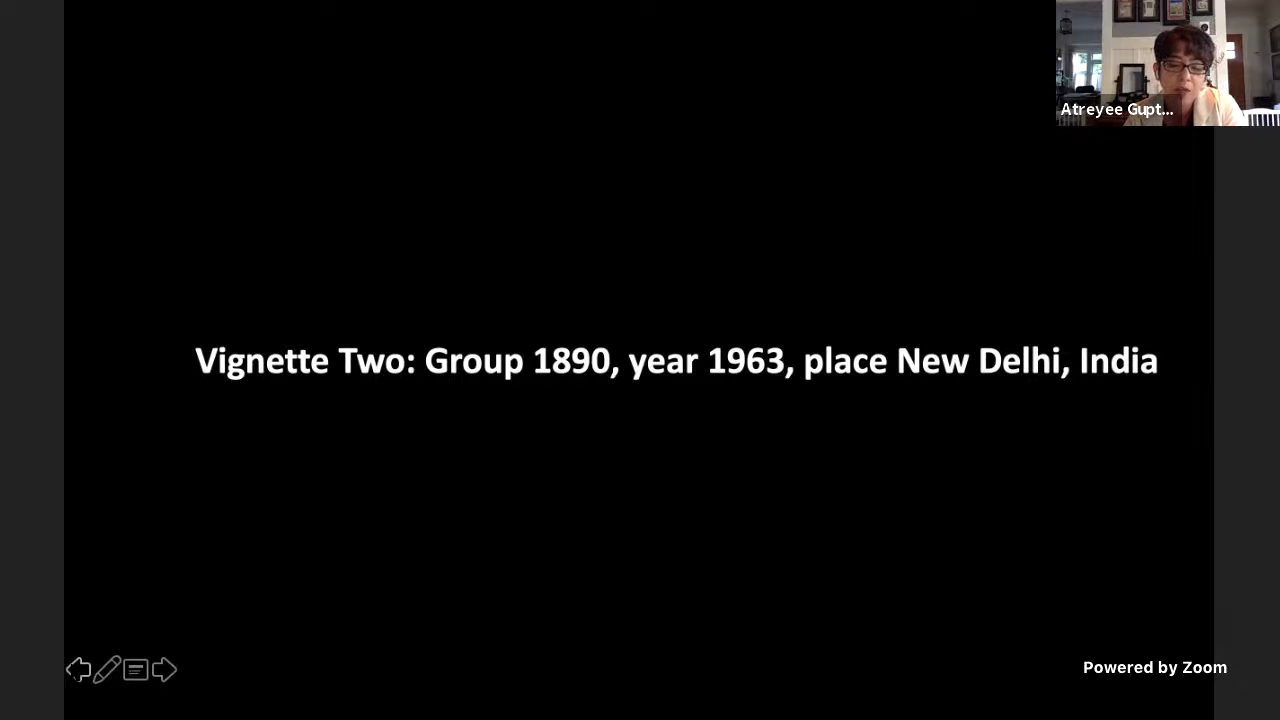 Atreyee Gupt...
Vignette Two: Group 1890, year 1963, place New Delhi, India
Powered by Zoom